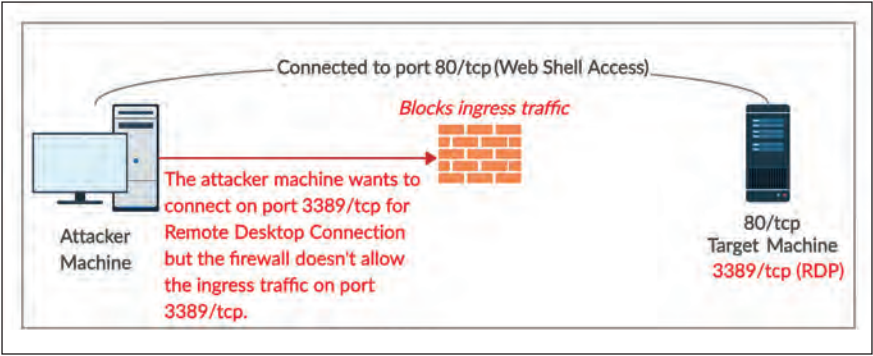 Connected to port 80/tcp (Web Shell Access)
Blocks ingress traffic
The attacker machine wants to
connect on port 3389/tcp for
Remote Desktop Connection
but the firewall doesn't allow
the ingress traffic on port
3389/tcp.
Attacker
Machine
80/tcp
Target Machine
3389/tcp (RDP)